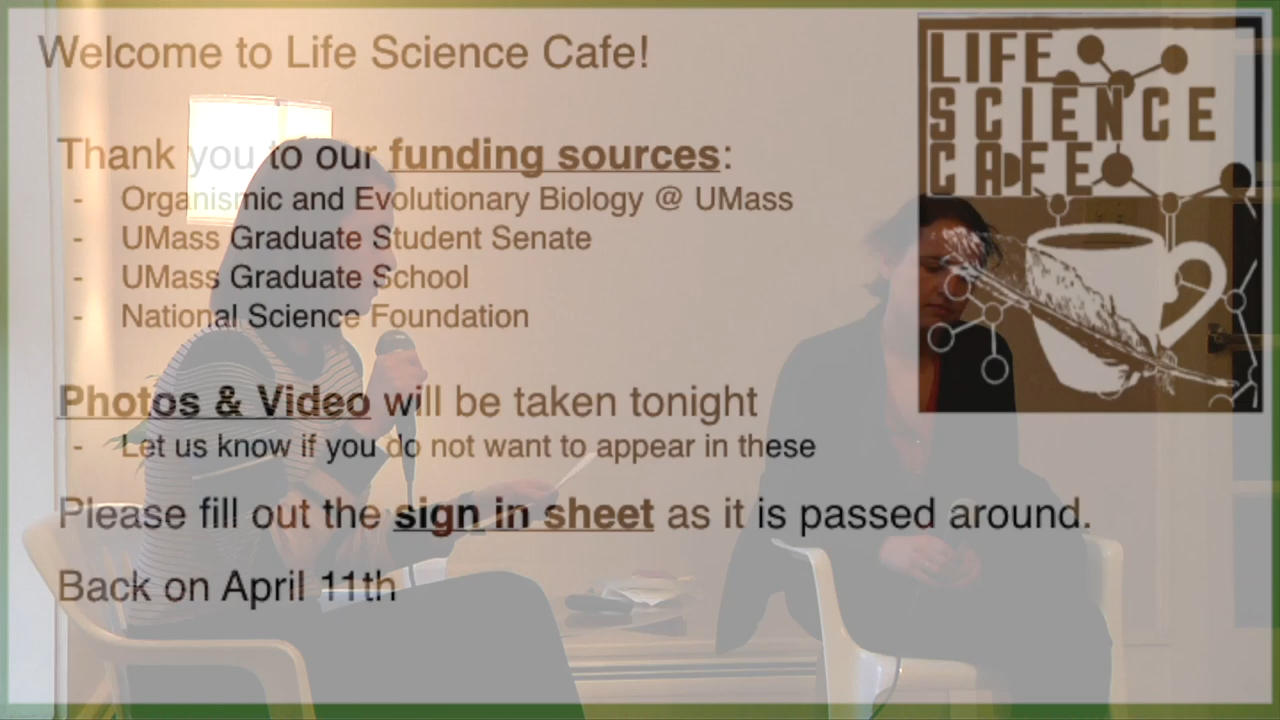 Welcome to Life Science Cafe!
LIFE
SCIENCE
CAFE
Thank you to our funding sources:
- Organismic and Evolutionary Biology @ UMass
- UMass Graduate Student Senate
- UMass Graduate School
- National Science Foundation
Photos & Video will be taken tonight
- Let us know if you do not want to appear in these
Please fill out the sign in sheet as it is passed around.
Back on April 11th